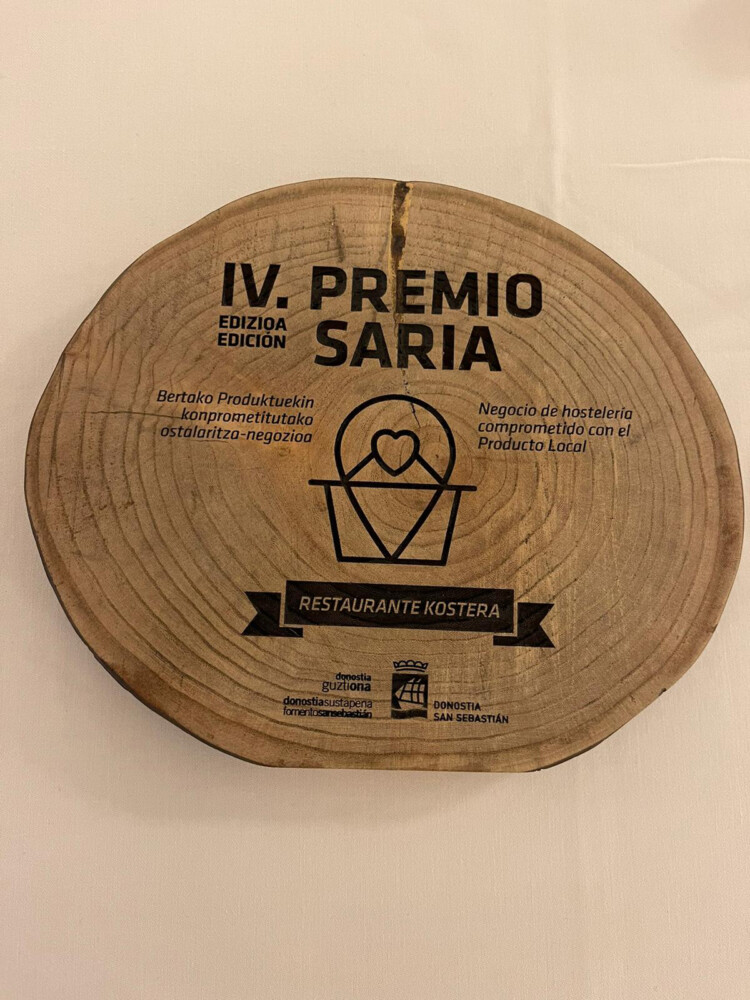 IV. PREMIO
EDIZIOA
EDICIÓN
SARIA
Bertako Produktuekin
konprometitutako
ostalaritza-negozioa
Negocio de hostelería
comprometido con el
Producto Local
RESTAURANTE KOSTERA
donostia
guztiona
donostiasustapena
fomentosansebastián
DONOSTIA
SAN SEBASTIÁN